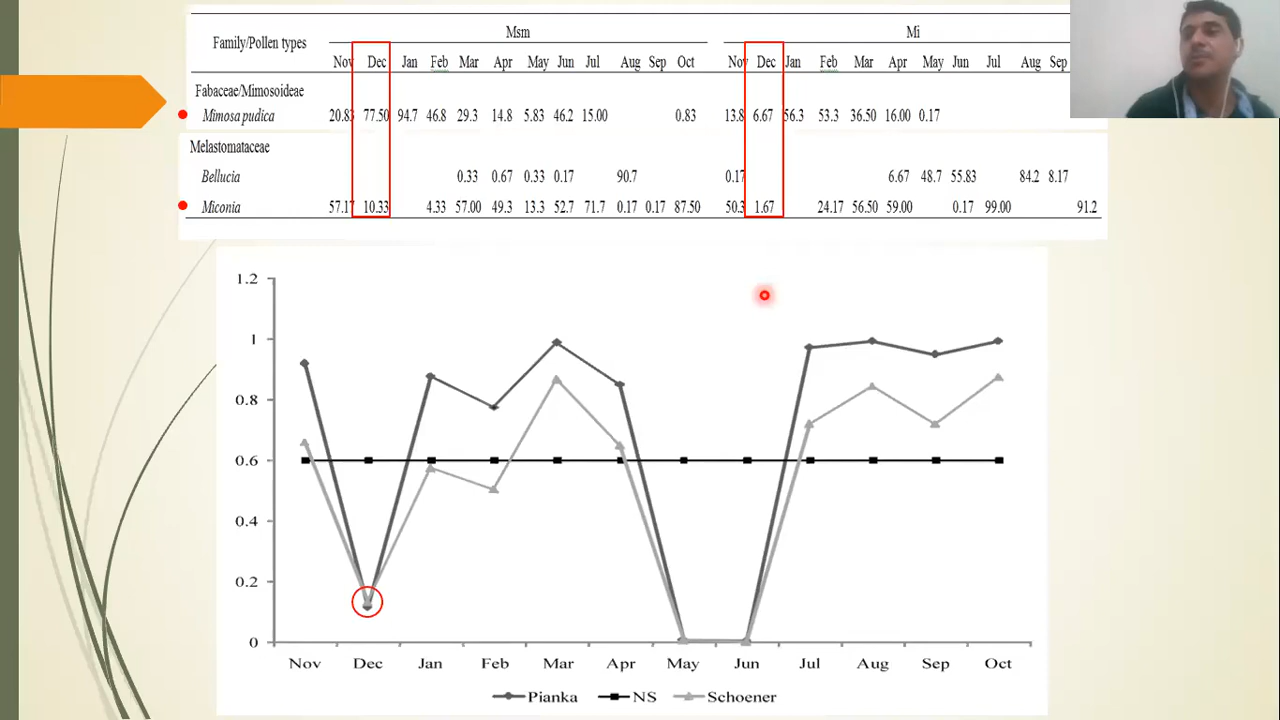 Family/Pollen types Msm Mi
Nov Dec Jan Feb Mar Apr May Jun Jul Aug Sep Oct Nov Dec Jan Feb Mar Apr May Jun Jul Aug Sep
Fabaceae/Mimosoideae
Mimosa pudica 20.83 77.50 94.7 46.8 29.3 14.8 5.83 46.2 15.00 0.83 13.8 6.67 56.3 53.3 36.50 16.00 0.17
Melastomataceae
Bellucia 0.33 0.67 0.33 0.17 90.7 0.17 6.67 48.7 55.83 84.2 8.17
Miconia 57.17 10.33 4.33 57.00 49.3 13.3 52.7 71.7 0.17 0.17 87.50 50.3 1.67 24.17 56.50 59.00 0.17 99.00 91.2
1.2
1
0.8
0.6
0.4
0.2
0
Nov Dec Jan Feb Mar Apr May Jun Jul Aug Sep Oct
Pianka NS Schoener